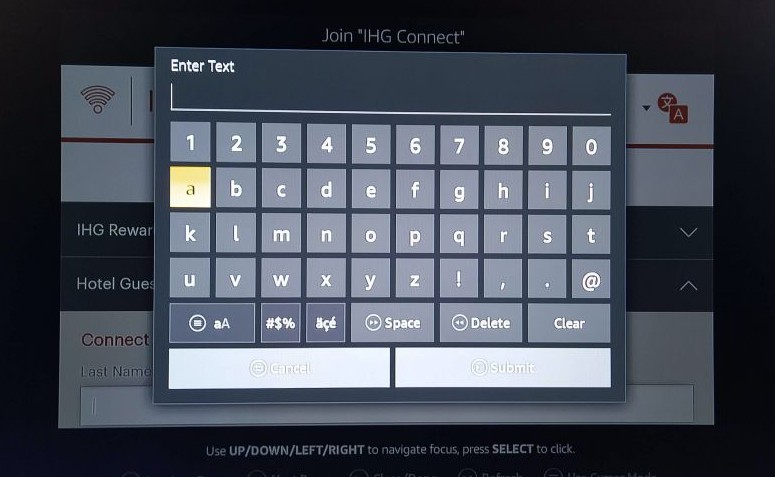 Join "IHG Connect"
Enter Text
1 2 3 4 5 6 7 8 9 0
a b c d e f g h i j
k l m n o p q r s t
u v w x y z ! , . @
aA #$% äçé Space Delete Clear
Cancel Submit
IHG Rewar
Hotel Gues
Connect
Last Name
Use UP/DOWN/LEFT/RIGHT to navigate focus, press SELECT to click.